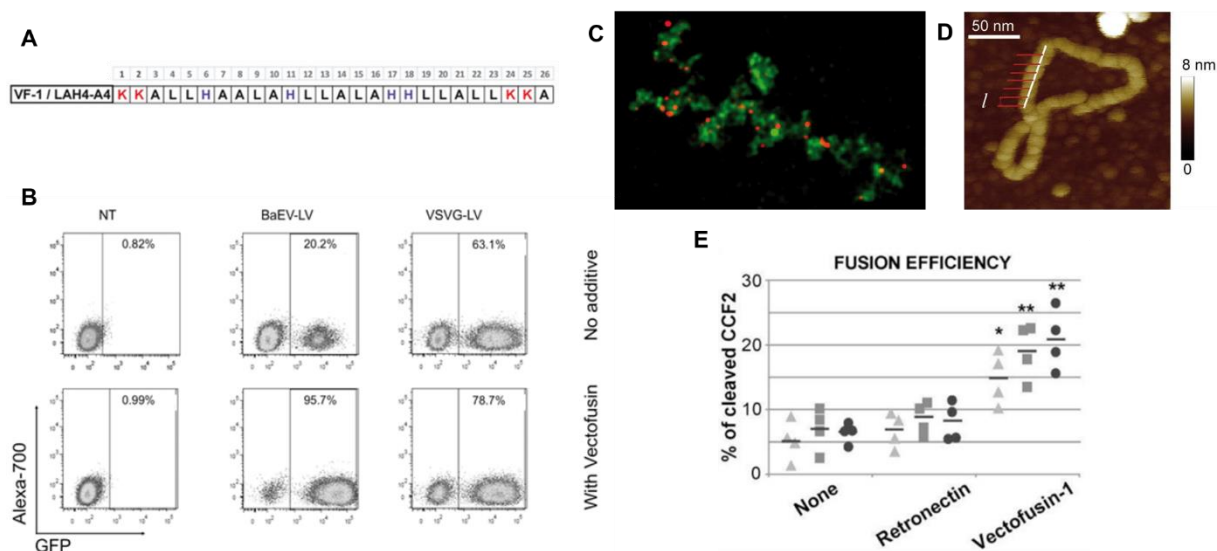 A
1 2 3 4 5 6 7 8 9 10 11 12 13 14 15 16 17 18 19 20 21 22 23 24 25 26
VF-1 / LAH4-A4 K K A L L H A A L A H L L A L A H H L L A L L K K A
B
NT BaEV-LV VSVG-LV
0.82% 20.2% 63.1%
No additive
0.99% 95.7% 78.7%
With Vectofusin
Alexa-700
GFP
C
D
50 nm
l
8 nm
0
E
FUSION EFFICIENCY
% of cleaved CCF2
30
20
10
0
* ** **
None Retronectin Vectofusin-1